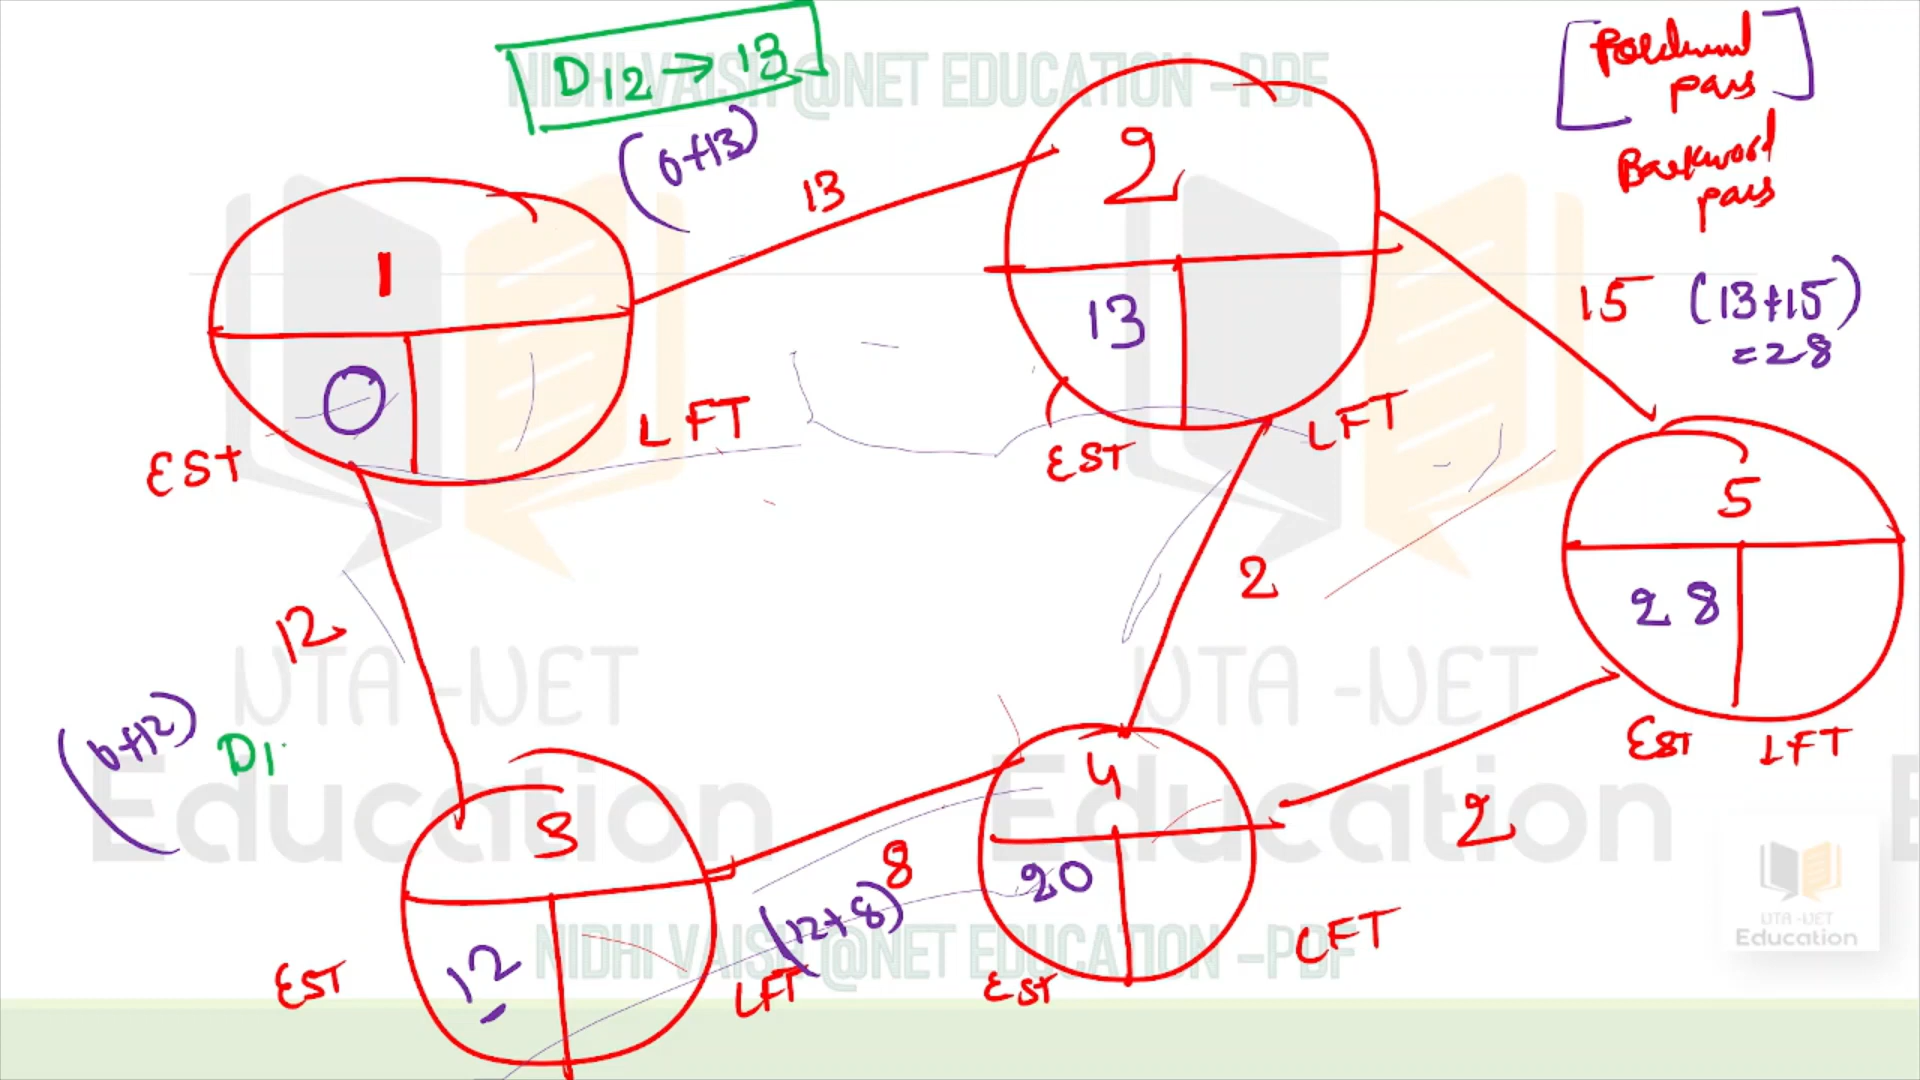 NIDHI VAISH @NET EDUCATION -PDF
D12 → 13
(0+13)
13
Forward
pass
Backword
pass
1
0
EST
LFT
2
13
EST
LFT
15 (13+15)
=28
5
28
EST LFT
12
(0+12)
D1
2
NTA -NET
Education
NTA -NET
Education
E
3
12
EST
LFT
8
(12+8)
4
20
EST
LFT
2
NIDHI VAISH @NET EDUCATION -PDF
NTA -NET
Education